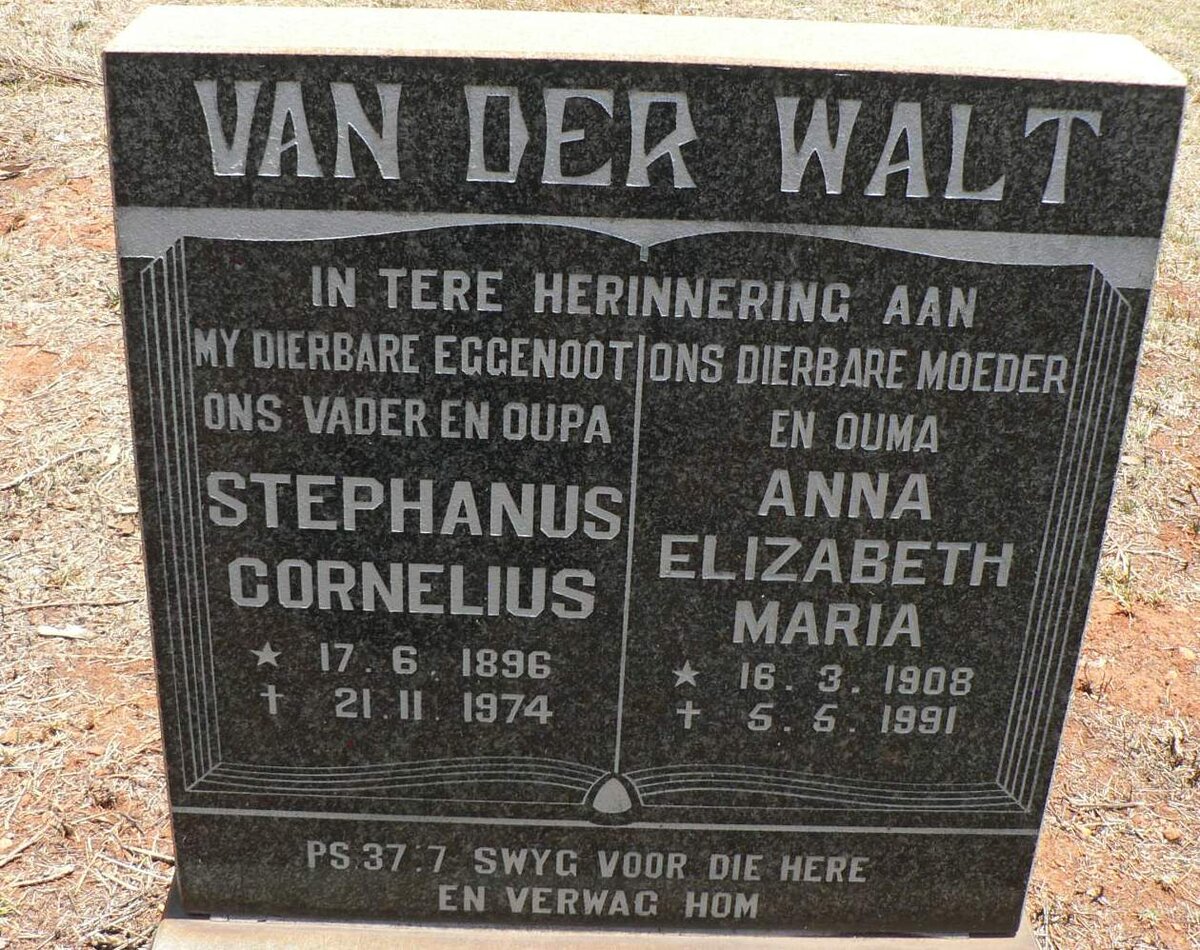 VAN DER WALT
IN TERE HERINNERING AAN
MY DIERBARE EGGENOOT
ONS VADER EN OUPA
STEPHANUS
CORNELIUS
★ 17. 6. 1896
† 21.11. 1974
ONS DIERBARE MOEDER
EN OUMA
ANNA
ELIZABETH
MARIA
★ 16. 3. 1908
† 5. 5. 1991
PS.37:7 SWYG VOOR DIE HERE
EN VERWAG HOM